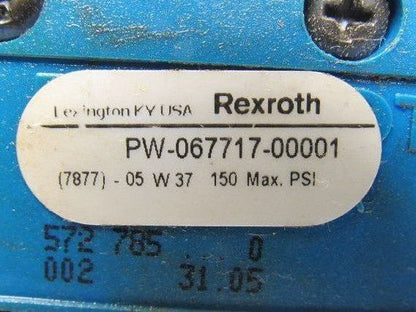 Lexington KY USA Rexroth
PW-067717-00001
(7877) - 05 W 37 150 Max. PSI
572 785 ... 0
002 31.05